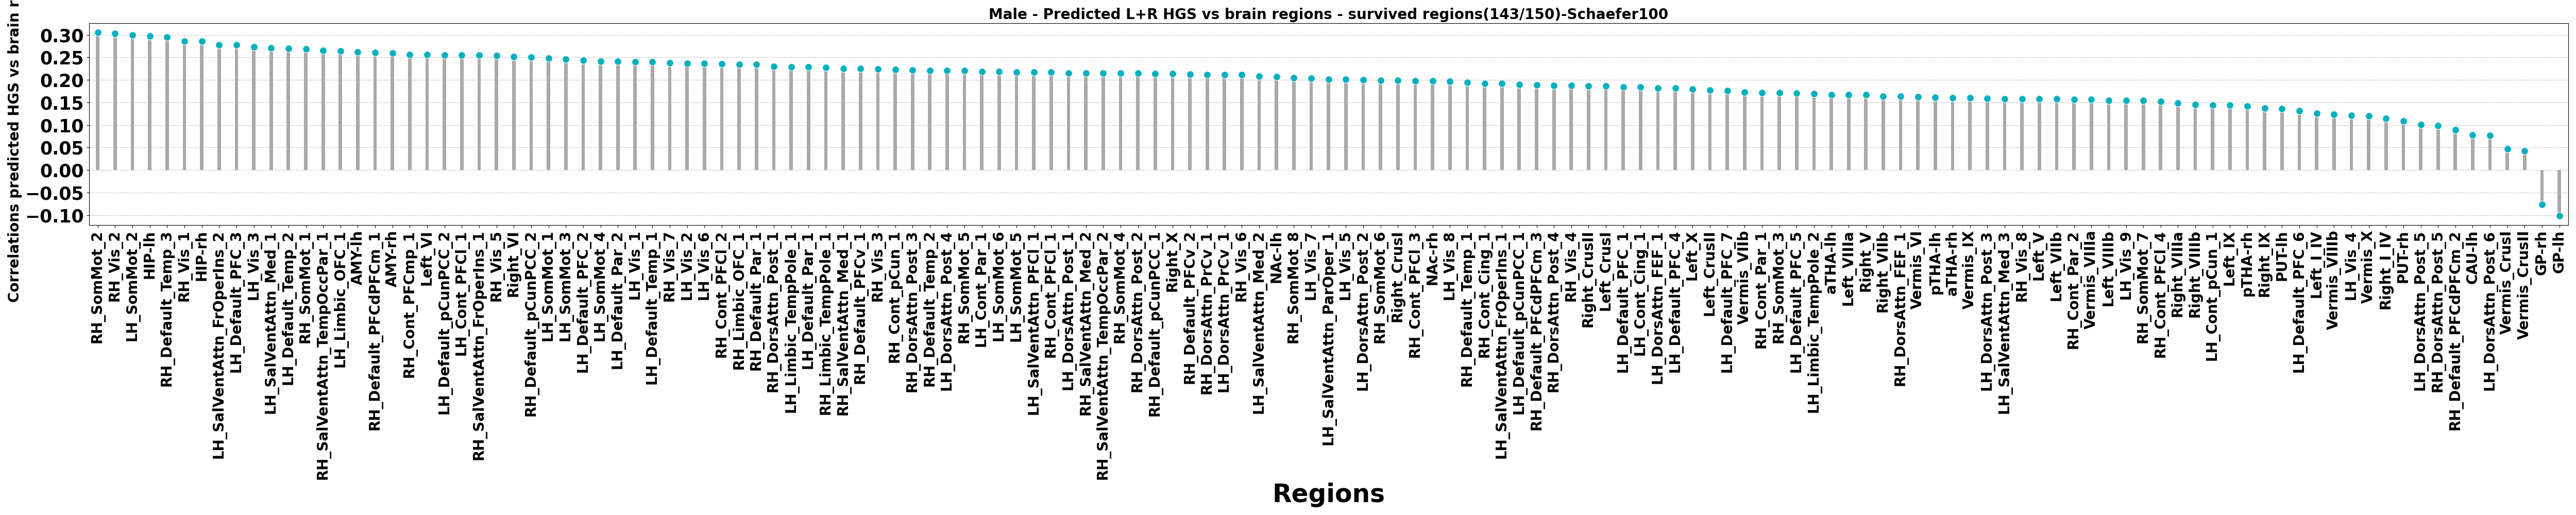 Male - Predicted L+R HGS vs brain regions - survived regions(143/150)-Schaefer100
Correlations predicted HGS vs brain r
0.30
0.25
0.20
0.15
0.10
0.05
0.00
−0.05
−0.10
RH_SomMot_2
RH_Vis_2
LH_SomMot_2
HIP-lh
RH_Default_Temp_3
RH_Vis_1
HIP-rh
LH_SalVentAttn_FrOperIns_2
LH_Default_PFC_3
LH_Vis_3
LH_SalVentAttn_Med_1
LH_Default_Temp_2
RH_SomMot_1
RH_SalVentAttn_TempOccPar_1
LH_Limbic_OFC_1
AMY-lh
RH_Default_PFCdPFCm_1
AMY-rh
RH_Cont_PFCmp_1
Left_VI
LH_Default_pCunPCC_2
LH_Cont_PFCl_1
RH_SalVentAttn_FrOperIns_1
RH_Vis_5
Right_VI
RH_Default_pCunPCC_2
LH_SomMot_1
LH_SomMot_3
LH_Default_PFC_2
LH_SomMot_4
LH_Default_Par_2
LH_Vis_1
LH_Default_Temp_1
RH_Vis_7
LH_Vis_2
LH_Vis_6
RH_Cont_PFCl_2
RH_Limbic_OFC_1
RH_Default_Par_1
RH_DorsAttn_Post_1
LH_Limbic_TempPole_1
LH_Default_Par_1
RH_Limbic_TempPole_1
RH_SalVentAttn_Med_1
RH_Default_PFCv_1
RH_Vis_3
RH_Cont_pCun_1
RH_DorsAttn_Post_3
RH_Default_Temp_2
LH_DorsAttn_Post_4
RH_SomMot_5
LH_Cont_Par_1
LH_SomMot_6
LH_SomMot_5
LH_SalVentAttn_PFCl_1
RH_Cont_PFCl_1
LH_DorsAttn_Post_1
RH_SalVentAttn_Med_2
RH_SalVentAttn_TempOccPar_2
RH_SomMot_4
RH_DorsAttn_Post_2
RH_Default_pCunPCC_1
Right_X
RH_Default_PFCv_2
RH_DorsAttn_PrCv_1
LH_DorsAttn_PrCv_1
RH_Vis_6
LH_SalVentAttn_Med_2
NAc-lh
RH_SomMot_8
LH_Vis_7
LH_SalVentAttn_ParOper_1
LH_Vis_5
LH_DorsAttn_Post_2
RH_SomMot_6
Right_CrusI
RH_Cont_PFCl_3
NAc-rh
LH_Vis_8
RH_Default_Temp_1
RH_Cont_Cing_1
LH_SalVentAttn_FrOperIns_1
LH_Default_pCunPCC_1
RH_Default_PFCdPFCm_3
RH_DorsAttn_Post_4
RH_Vis_4
Right_CrusII
Left_CrusI
LH_Default_PFC_1
LH_Cont_Cing_1
LH_DorsAttn_FEF_1
LH_Default_PFC_4
Left_X
Left_CrusII
LH_Default_PFC_7
Vermis_VIIb
RH_Cont_Par_1
RH_SomMot_3
LH_Default_PFC_5
LH_Limbic_TempPole_2
aTHA-lh
Left_VIIIa
Right_V
Right_VIIb
RH_DorsAttn_FEF_1
Vermis_VI
pTHA-lh
aTHA-rh
Vermis_IX
LH_DorsAttn_Post_3
LH_SalVentAttn_Med_3
RH_Vis_8
Left_V
Left_VIIb
RH_Cont_Par_2
Vermis_VIIIa
Left_VIIIb
LH_Vis_9
RH_SomMot_7
RH_Cont_PFCl_4
Right_VIIIa
Right_VIIIb
LH_Cont_pCun_1
Left_IX
pTHA-rh
Right_IX
PUT-lh
LH_Default_PFC_6
Left_I_IV
Vermis_VIIIb
LH_Vis_4
Vermis_X
Right_I_IV
PUT-rh
LH_DorsAttn_Post_5
RH_DorsAttn_Post_5
RH_Default_PFCdPFCm_2
CAU-lh
LH_DorsAttn_Post_6
Vermis_CrusI
Vermis_CrusII
GP-rh
GP-lh
Regions